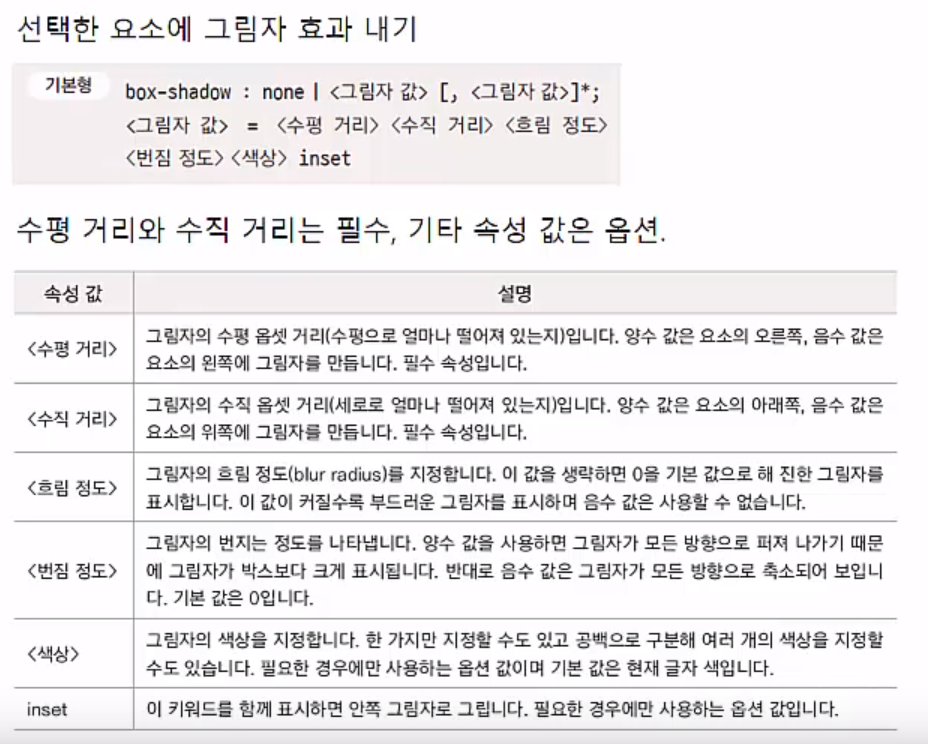 선택한 요소에 그림자 효과 내기
기본형 box-shadow : none | <그림자 값> [, <그림자 값>]*;
<그림자 값> = <수평 거리> <수직 거리> <흐림 정도>
<번짐 정도> <색상> inset
수평 거리와 수직 거리는 필수, 기타 속성 값은 옵션.
속성 값 설명
<수평 거리> 그림자의 수평 옵셋 거리(수평으로 얼마나 떨어져 있는지)입니다. 양수 값은 요소의 오른쪽, 음수 값은
요소의 왼쪽에 그림자를 만듭니다. 필수 속성입니다.
<수직 거리> 그림자의 수직 옵셋 거리(세로로 얼마나 떨어져 있는지)입니다. 양수 값은 요소의 아래쪽, 음수 값은
요소의 위쪽에 그림자를 만듭니다. 필수 속성입니다.
<흐림 정도> 그림자의 흐림 정도(blur radius)를 지정합니다. 이 값을 생략하면 0을 기본 값으로 해 진한 그림자를
표시합니다. 이 값이 커질수록 부드러운 그림자를 표시하며 음수 값은 사용할 수 없습니다.
<번짐 정도> 그림자의 번지는 정도를 나타냅니다. 양수 값을 사용하면 그림자가 모든 방향으로 퍼져 나가기 때문
에 그림자가 박스보다 크게 표시됩니다. 반대로 음수 값은 그림자가 모든 방향으로 축소되어 보입니
다. 기본 값은 0입니다.
<색상> 그림자의 색상을 지정합니다. 한 가지만 지정할 수도 있고 공백으로 구분해 여러 개의 색상을 지정할
수도 있습니다. 필요한 경우에만 사용하는 옵션 값이며 기본 값은 현재 글자 색입니다.
inset 이 키워드를 함께 표시하면 안쪽 그림자로 그립니다. 필요한 경우에만 사용하는 옵션 값입니다.